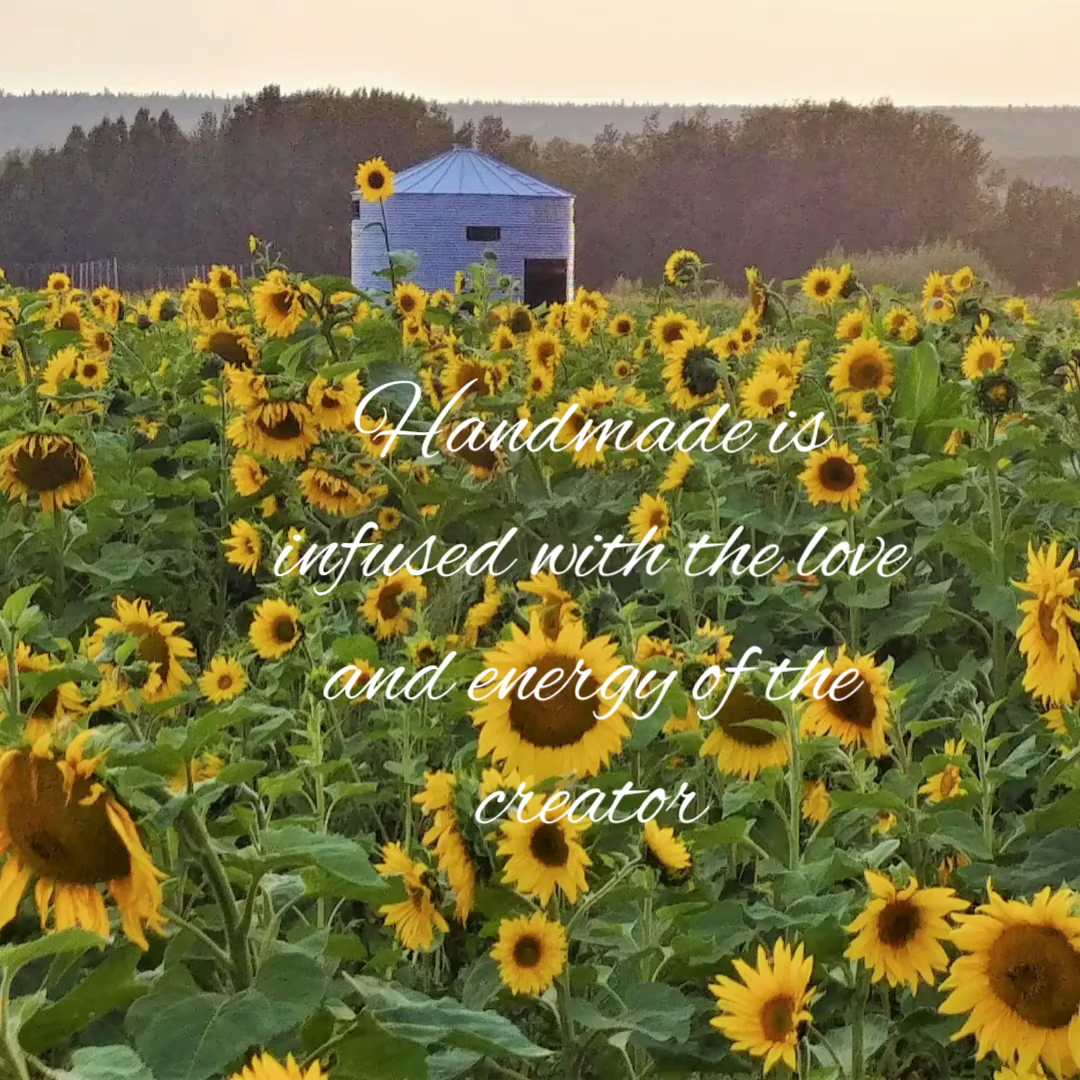 Handmade is
infused with the love
and energy of the
creator